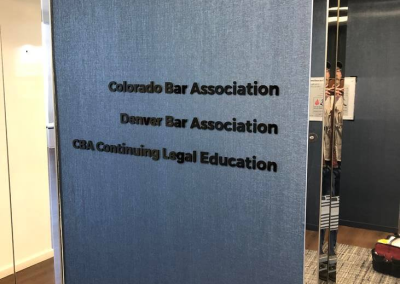 Colorado Bar Association
Denver Bar Association
CBA Continuing Legal Education